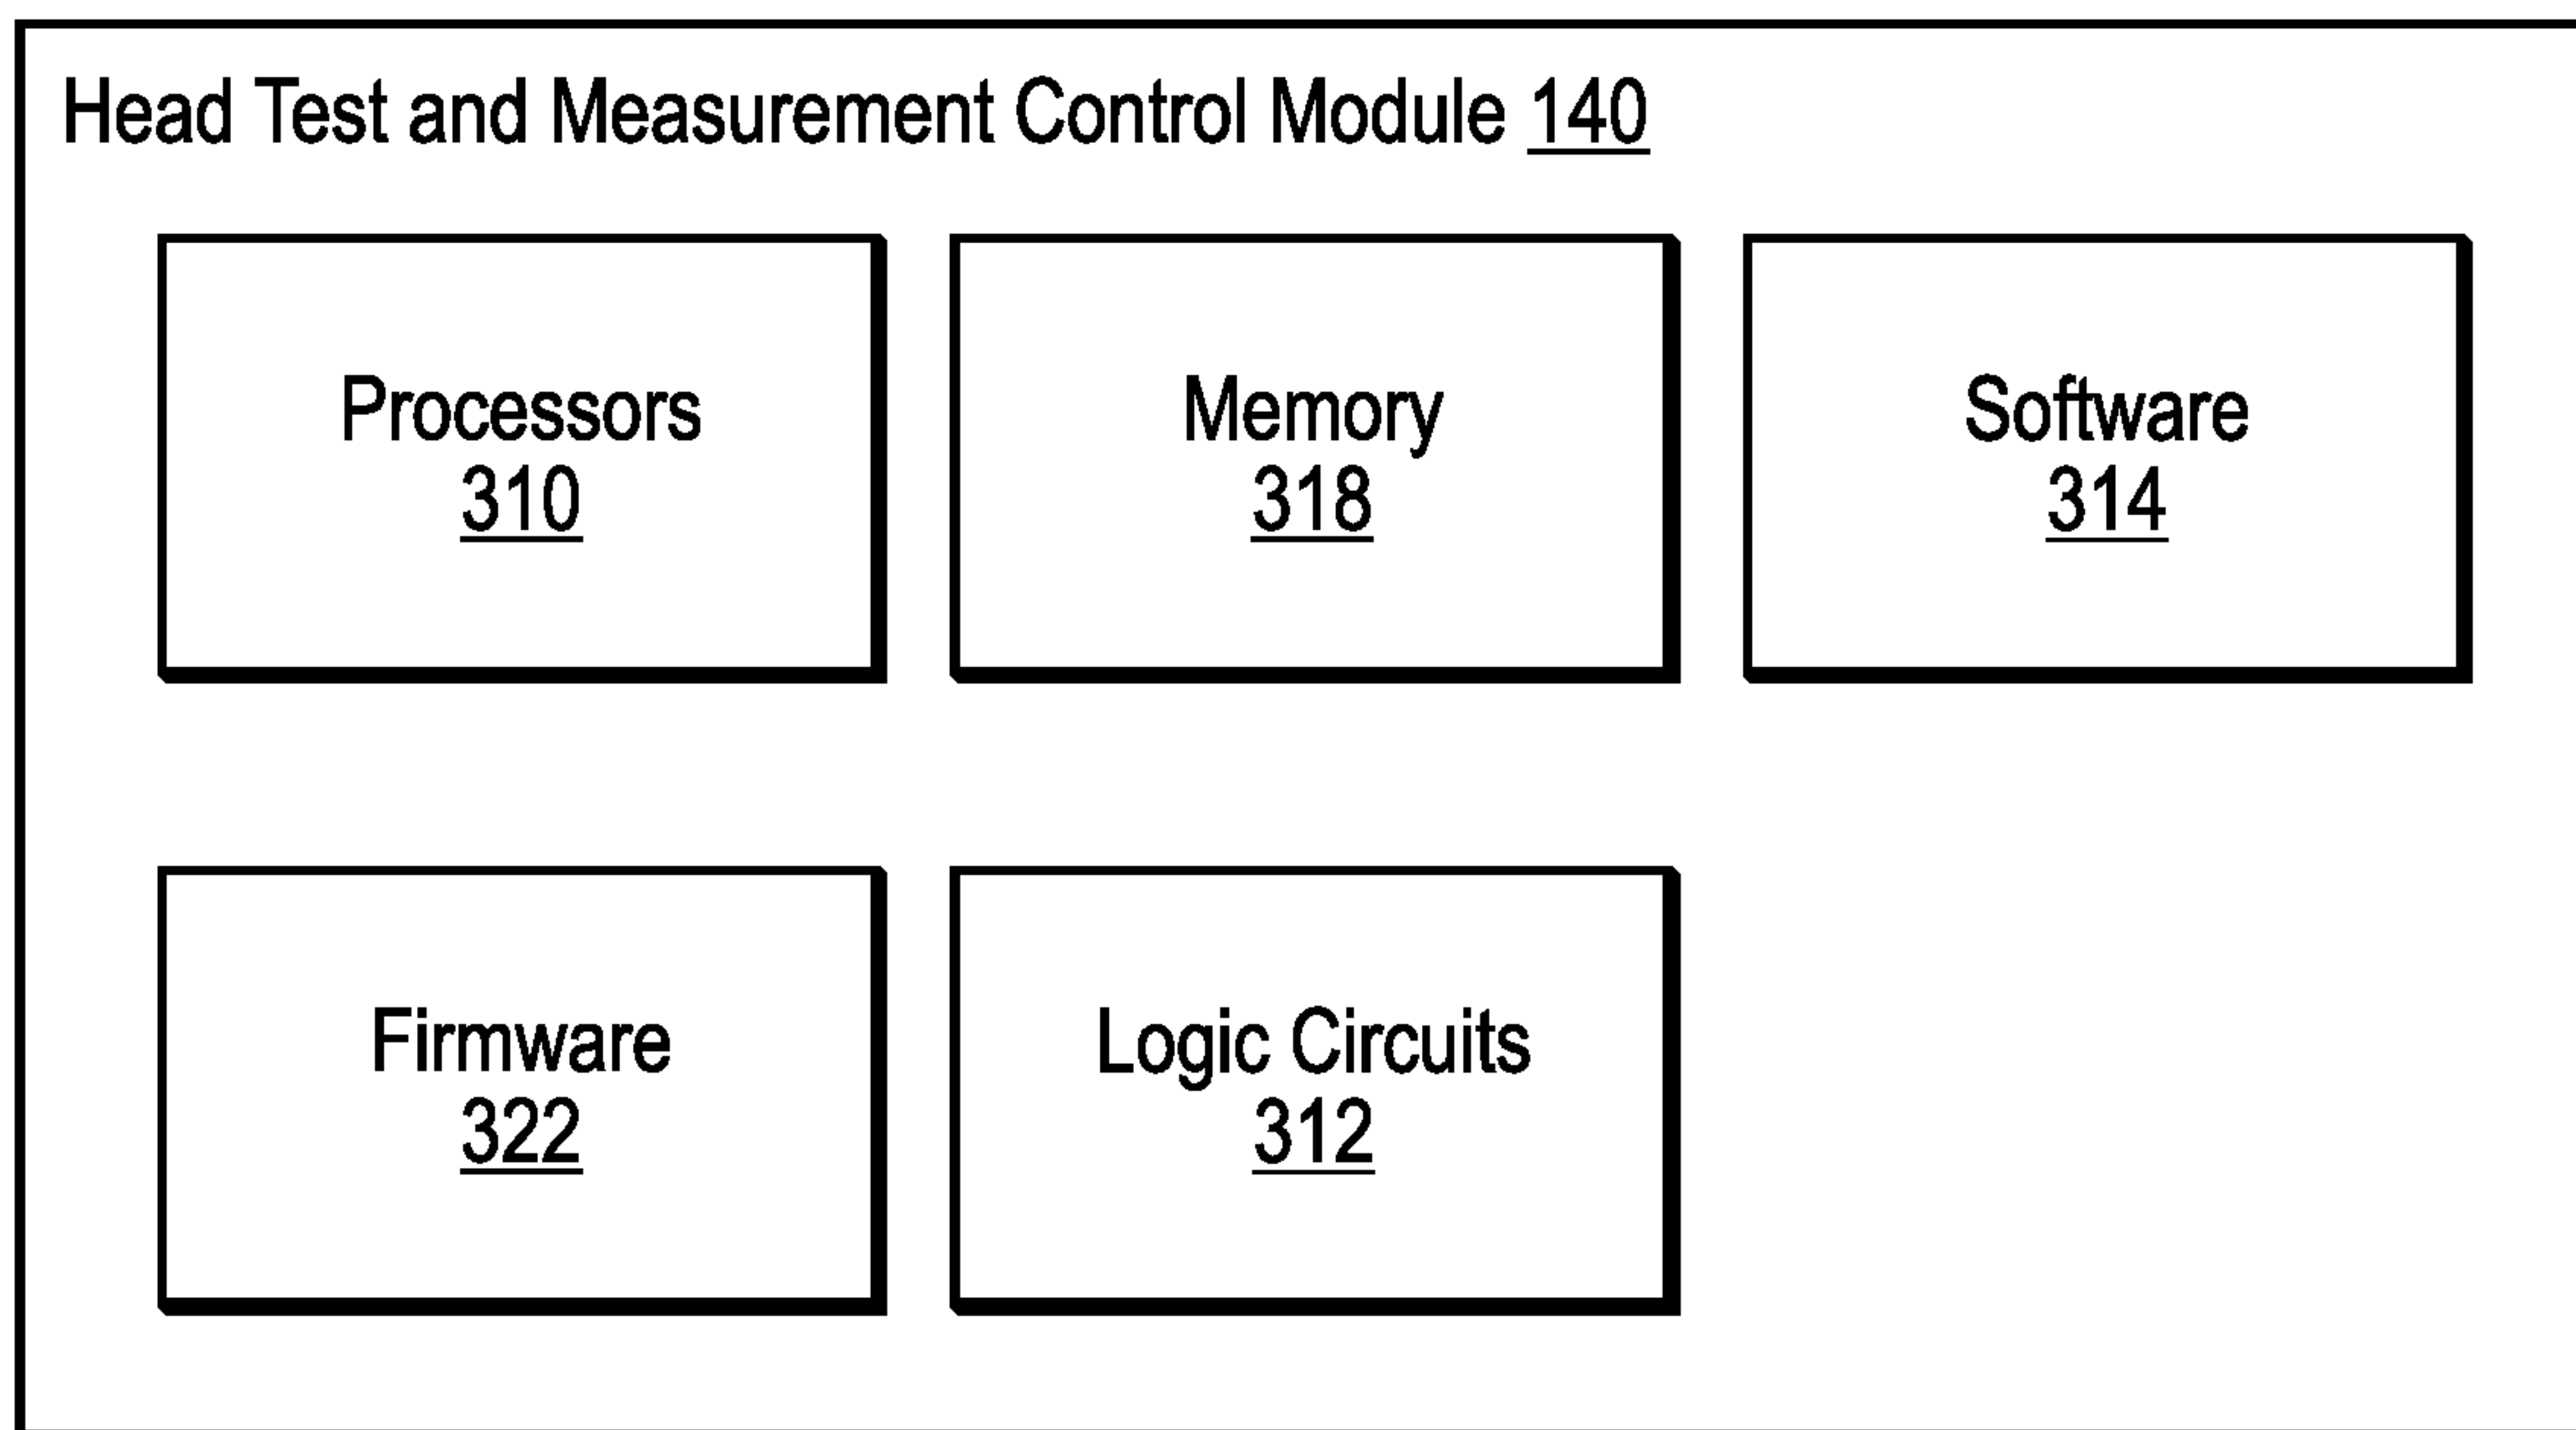 Head Test and Measurement Control Module 140
Processors
310
Memory
318
Software
314
Firmware
322
Logic Circuits
312